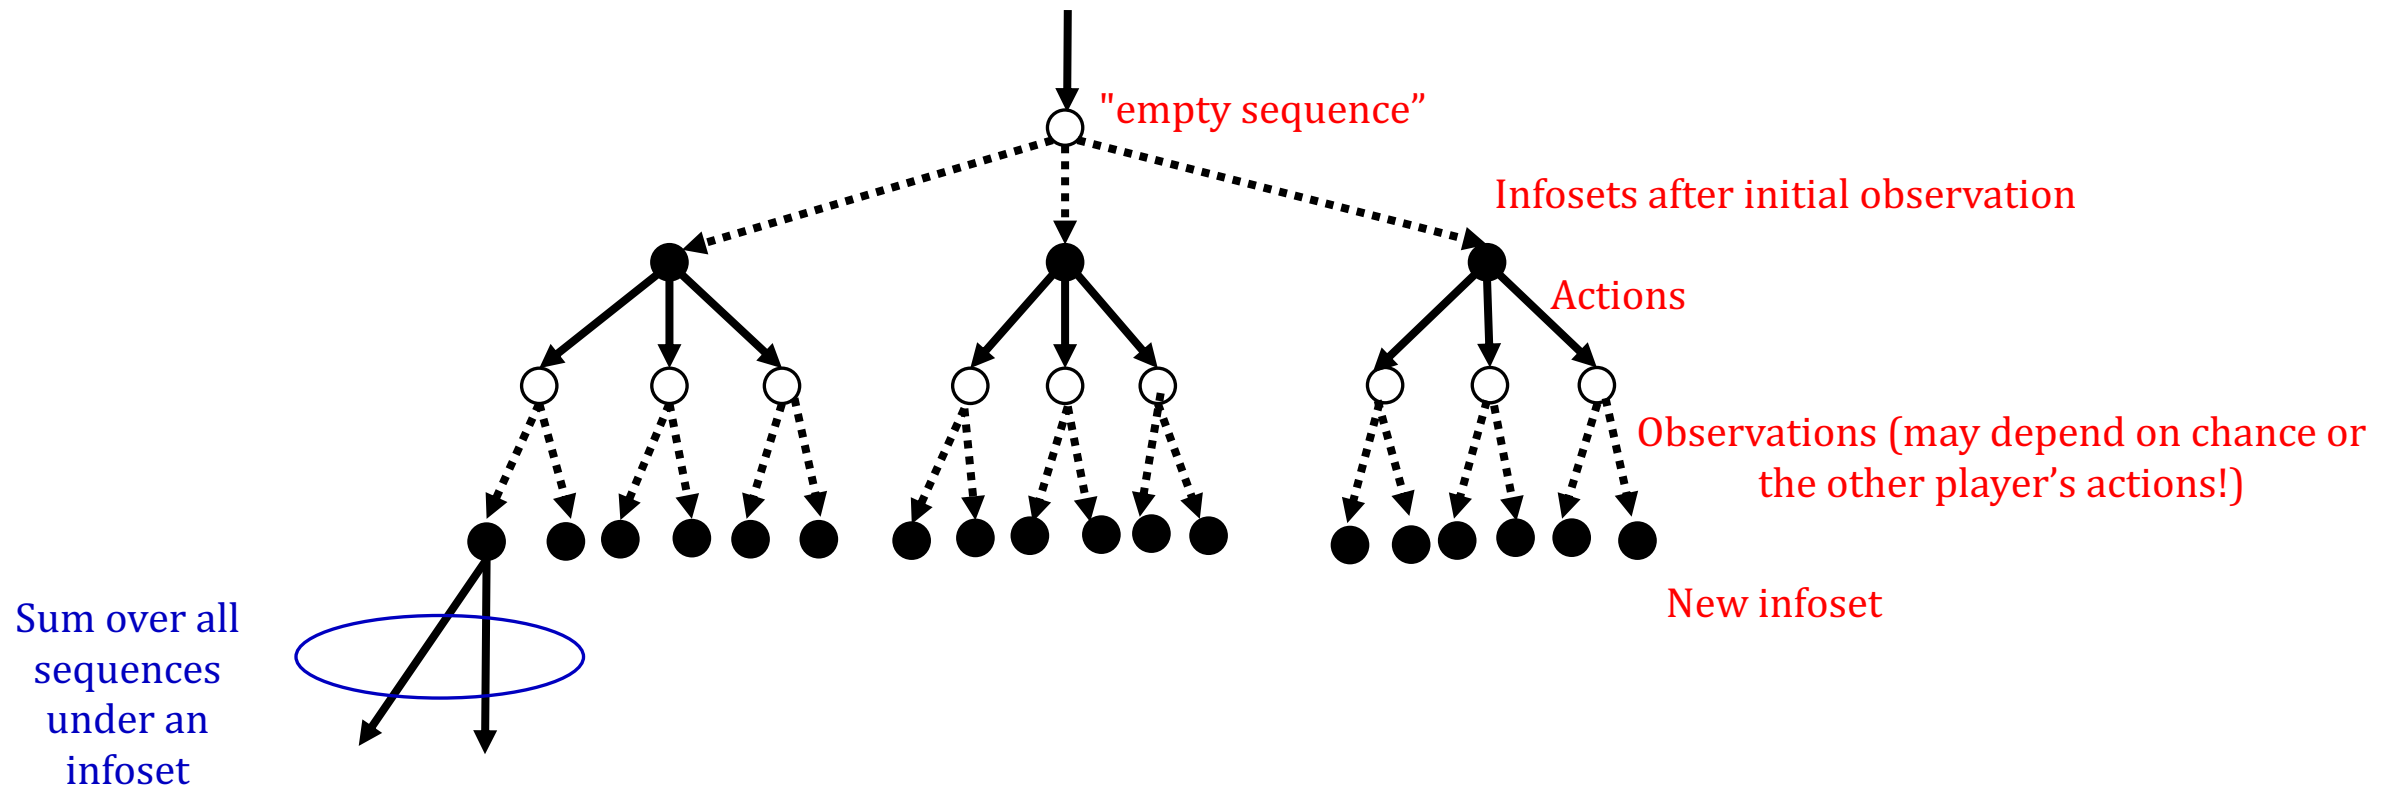 "empty sequence”
Infosets after initial observation
Actions
Observations (may depend on chance or
the other player’s actions!)
New infoset
Sum over all
sequences
under an
infoset